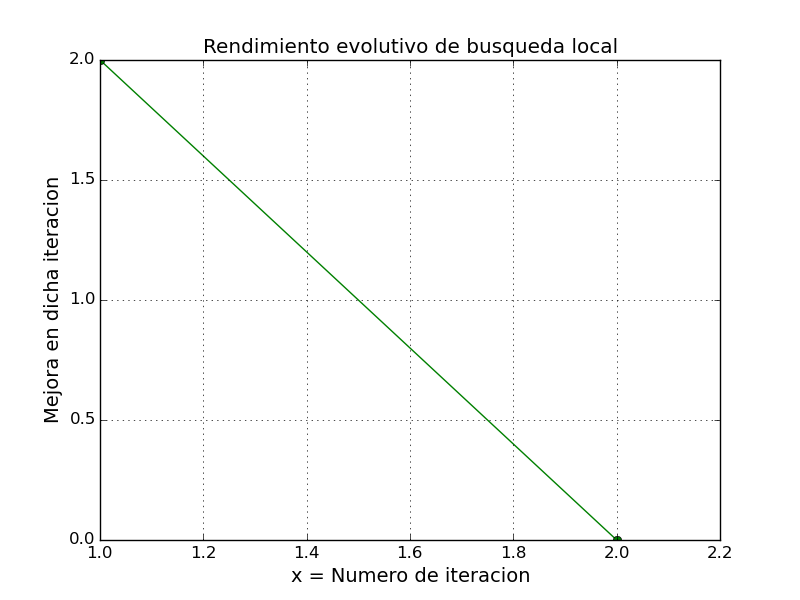 Rendimiento evolutivo de busqueda local
2.0
1.5
1.0
0.5
0.0
Mejora en dicha iteracion
1.0 1.2 1.4 1.6 1.8 2.0 2.2
x = Numero de iteracion